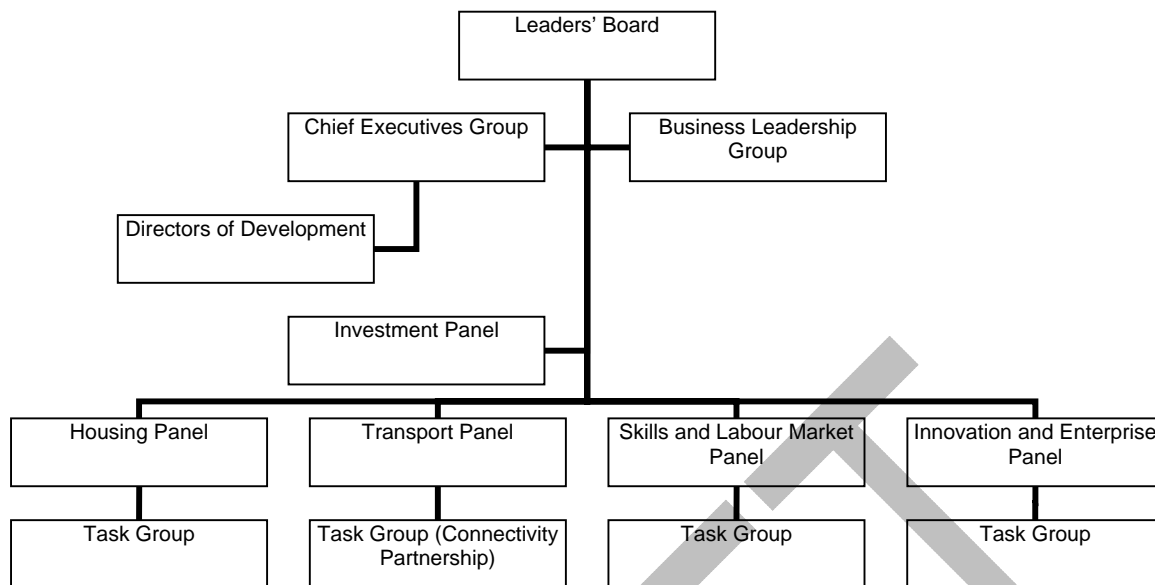 Leaders' Board
Chief Executives Group
Business Leadership
Group
Directors of Development
Investment Panel
Housing Panel
Transport Panel
Skills and Labour Market
Panel
Innovation and Enterprise
Panel
Task Group
Task Group (Connectivity
Partnership)
Task Group
Task Group